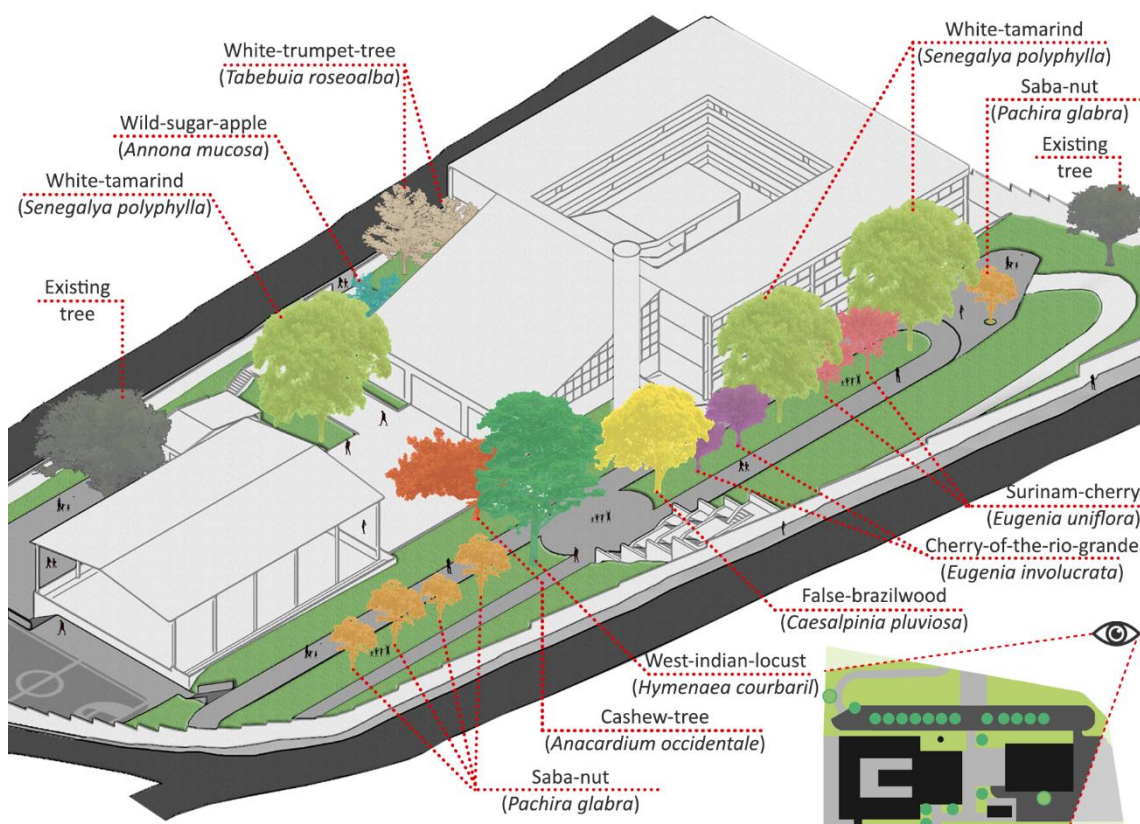 White-trumpet-tree
(Tabebuia roseoalba)
Wild-sugar-apple
(Annona mucosa)
White-tamarind
(Senegalya polyphylla)
Existing
tree
White-tamarind
(Senegalya polyphylla)
Saba-nut
(Pachira glabra)
Existing
tree
Surinam-cherry
(Eugenia uniflora)
Cherry-of-the-rio-grande
(Eugenia involucrata)
False-brazilwood
(Caesalpinia pluviosa)
West-indian-locust
(Hymenaea courbaril)
Cashew-tree
(Anacardium occidentale)
Saba-nut
(Pachira glabra)